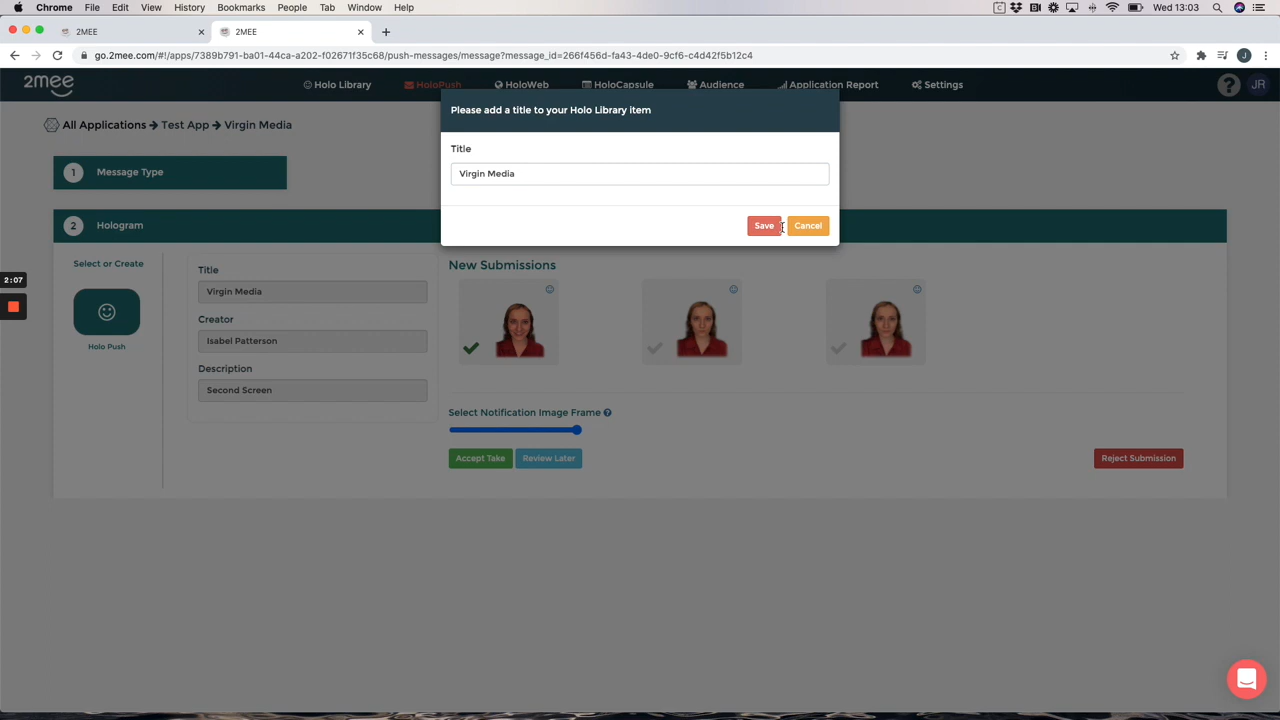 Chrome File Edit View History Bookmarks People Tab Window Help Wed 13:03
2MEE 2MEE
go.2mee.com/#!/apps/7389b791-ba01-44ca-a202-f02671f35c68/push-messages/message?message_id=266f456d-fa43-4de0-9cf6-c4d42f5b12c4 J
2mee Holo Library HoloPush HoloWeb HoloCapsule Audience Application Report Settings ? JR
Please add a title to your Holo Library item
All Applications → Test App → Virgin Media
Title
Virgin Media
1 Message Type
Save Cancel
2 Hologram
Select or Create
New Submissions
Title
Virgin Media
2:07
Creator
Isabel Patterson
Holo Push
Description
Second Screen
Select Notification Image Frame ?
Accept Take Review Later Reject Submission